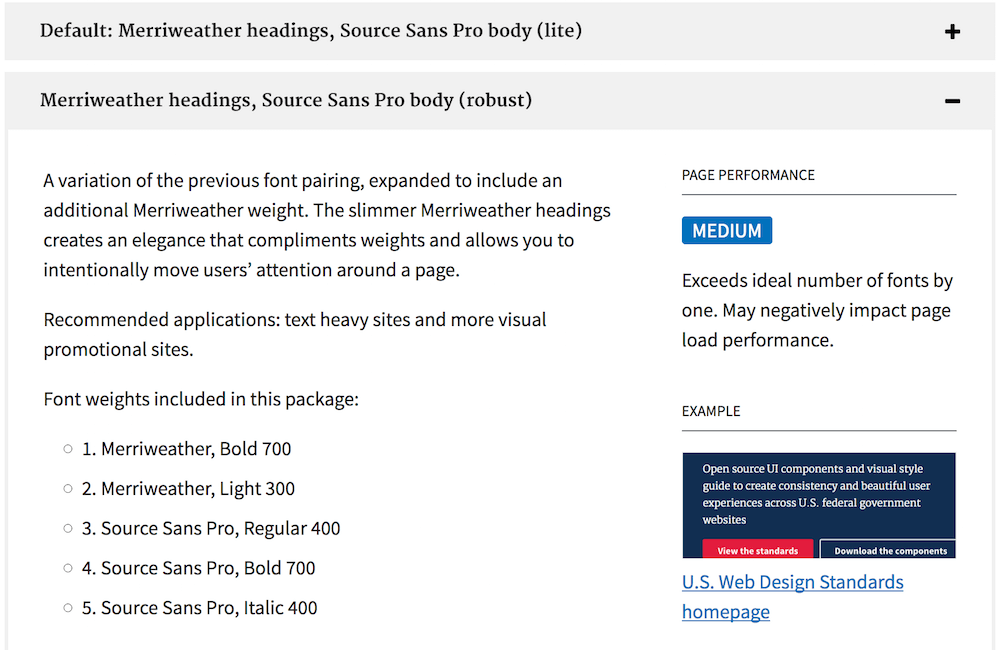 Default: Merriweather headings, Source Sans Pro body (lite)
Merriweather headings, Source Sans Pro body (robust)
A variation of the previous font pairing, expanded to include an
additional Merriweather weight. The slimmer Merriweather headings
creates an elegance that compliments weights and allows you to
intentionally move users’ attention around a page.
Recommended applications: text heavy sites and more visual
promotional sites.
Font weights included in this package:
1. Merriweather, Bold 700
2. Merriweather, Light 300
3. Source Sans Pro, Regular 400
4. Source Sans Pro, Bold 700
5. Source Sans Pro, Italic 400
PAGE PERFORMANCE
MEDIUM
Exceeds ideal number of fonts by
one. May negatively impact page
load performance.
EXAMPLE
Open source UI components and visual style
guide to create consistency and beautiful user
experiences across U.S. federal government
websites
View the standards
Download the components
U.S. Web Design Standards
homepage